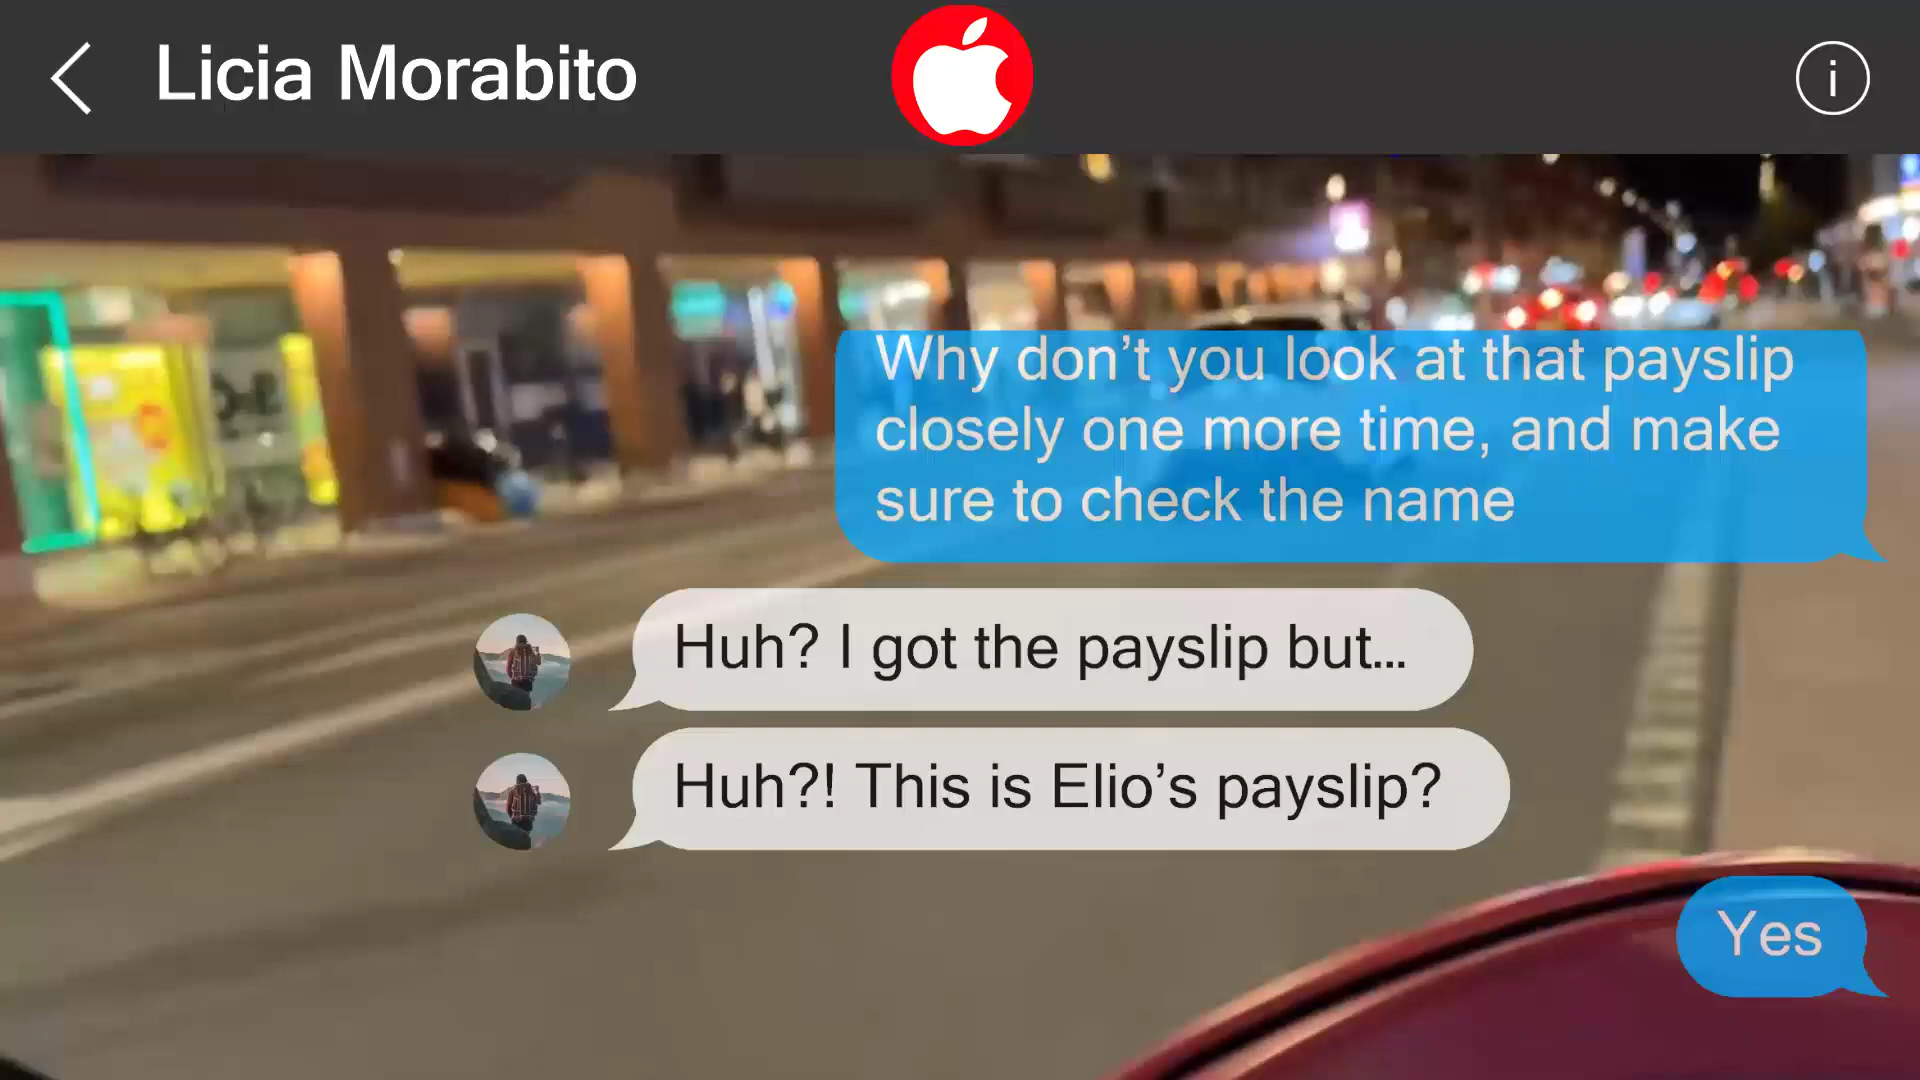 Licia Morabito
i
Why don’t you look at that payslip
closely one more time, and make
sure to check the name
Huh? I got the payslip but...
Huh?! This is Elio’s payslip?
Yes